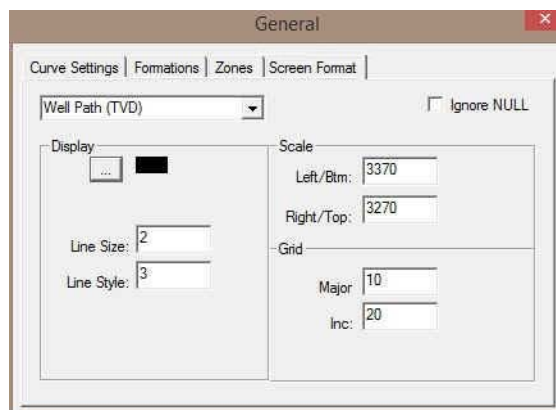 General
Curve Settings Formations Zones Screen Format
Well Path (TVD)
Ignore NULL
Display
...
Line Size: 2
Line Style: 3
Scale
Left/Btm: 3370
Right/Top: 3270
Grid
Major 10
Inc: 20